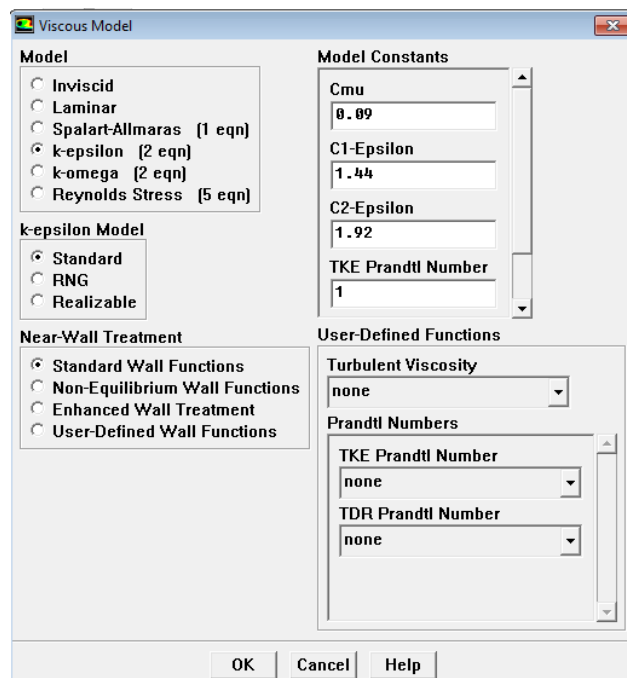 Viscous Model
Model
Inviscid
Laminar
Spalart-Allmaras (1 eqn)
k-epsilon (2 eqn)
k-omega (2 eqn)
Reynolds Stress (5 eqn)
k-epsilon Model
Standard
RNG
Realizable
Near-Wall Treatment
Standard Wall Functions
Non-Equilibrium Wall Functions
Enhanced Wall Treatment
User-Defined Wall Functions
Model Constants
Cmu
0.09
C1-Epsilon
1.44
C2-Epsilon
1.92
TKE Prandtl Number
1
User-Defined Functions
Turbulent Viscosity
none
Prandtl Numbers
TKE Prandtl Number
none
TDR Prandtl Number
none
OK Cancel Help